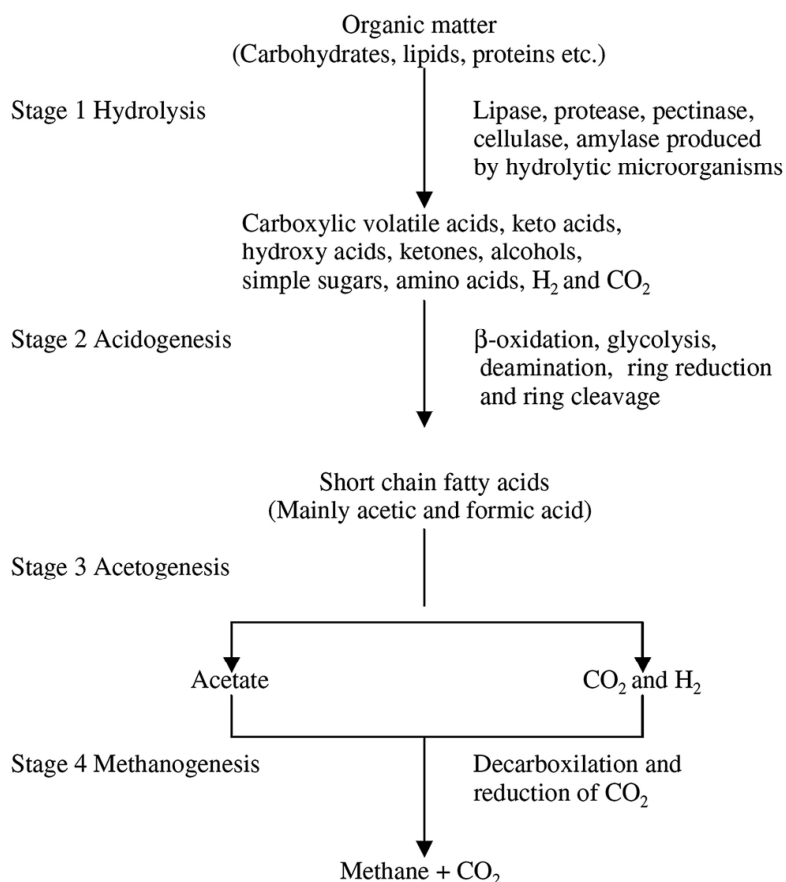 Organic matter
(Carbohydrates, lipids, proteins etc.)
Stage 1 Hydrolysis
Lipase, protease, pectinase,
cellulase, amylase produced
by hydrolytic microorganisms
Carboxylic volatile acids, keto acids,
hydroxy acids, ketones, alcohols,
simple sugars, amino acids, H₂ and CO₂
Stage 2 Acidogenesis
β-oxidation, glycolysis,
deamination, ring reduction
and ring cleavage
Short chain fatty acids
(Mainly acetic and formic acid)
Stage 3 Acetogenesis
Acetate
CO₂ and H₂
Stage 4 Methanogenesis
Decarboxilation and
reduction of CO₂
Methane + CO₂